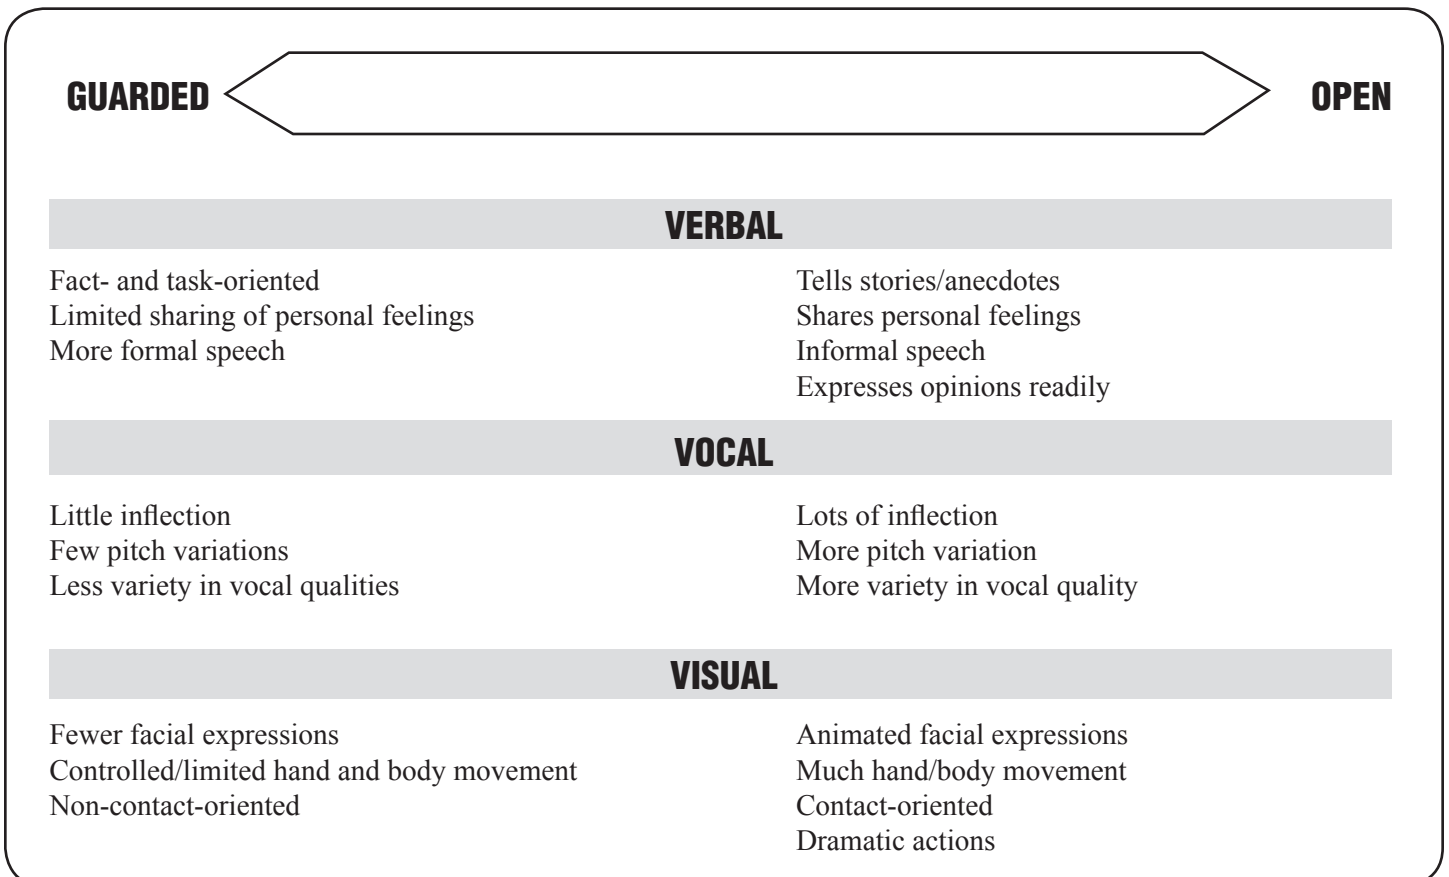 GUARDED OPEN
VERBAL
Fact- and task-oriented
Limited sharing of personal feelings
More formal speech
Tells stories/anecdotes
Shares personal feelings
Informal speech
Expresses opinions readily
VOCAL
Little inflection
Few pitch variations
Less variety in vocal qualities
Lots of inflection
More pitch variation
More variety in vocal quality
VISUAL
Fewer facial expressions
Controlled/limited hand and body movement
Non-contact-oriented
Animated facial expressions
Much hand/body movement
Contact-oriented
Dramatic actions